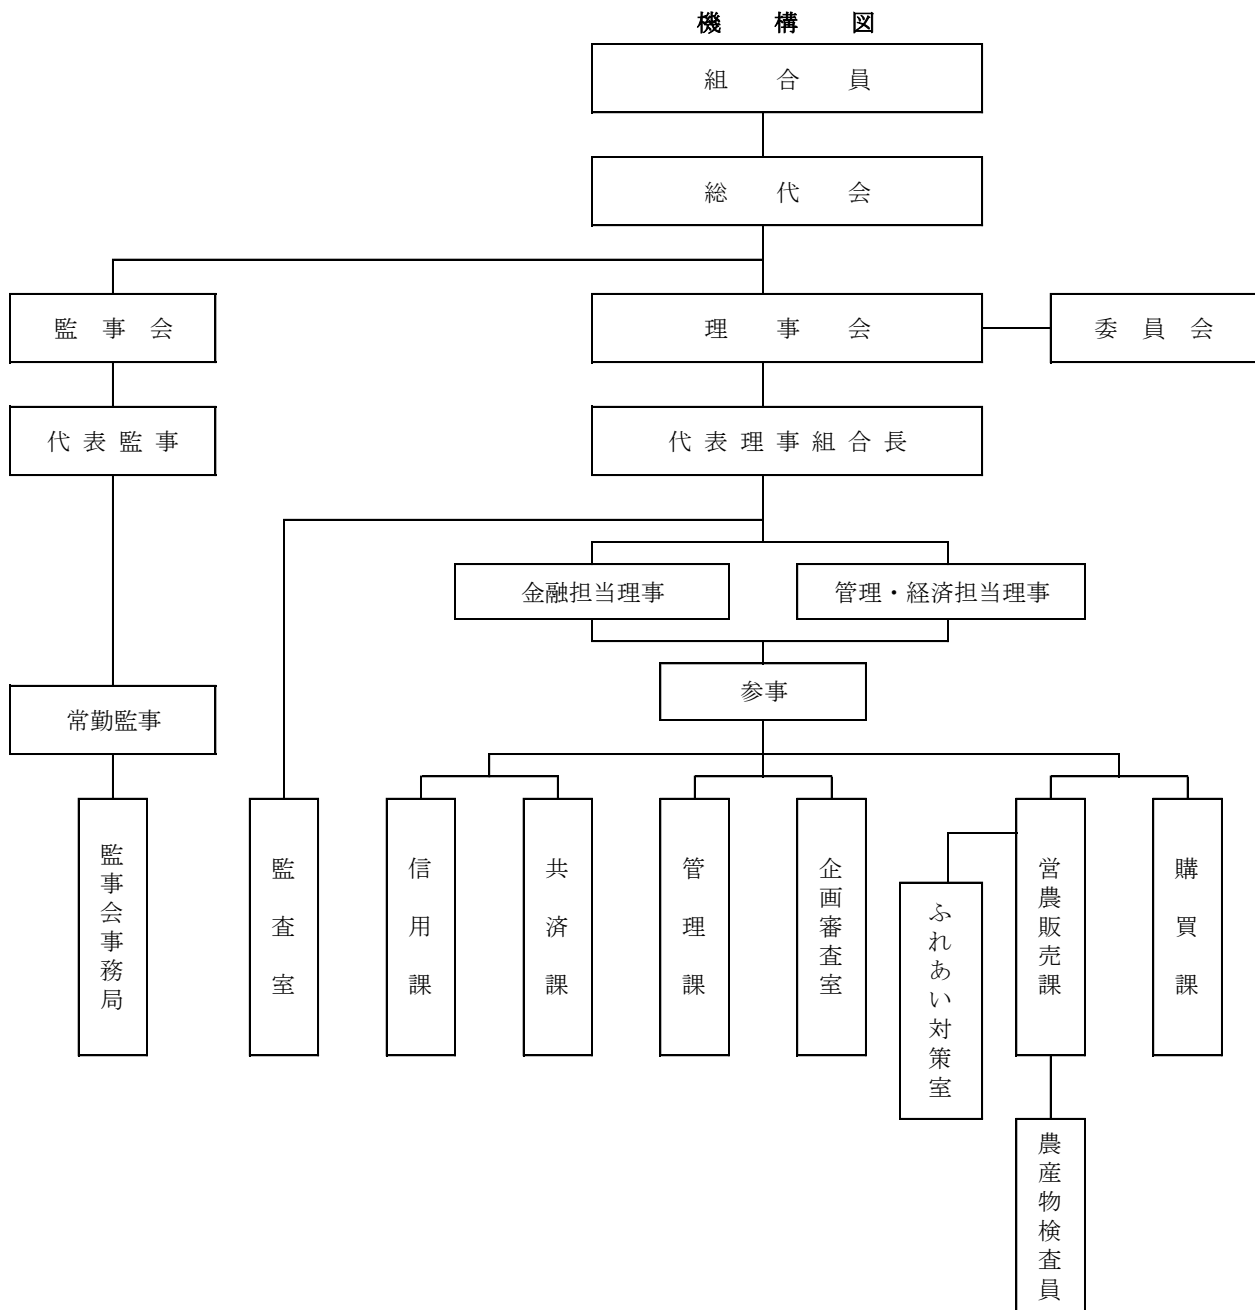 機構図
組合員
総代会
監事会
理事会
委員会
代表監事
代表理事組合長
金融担当理事
管理・経済担当理事
参事
常勤監事
監事会事務局
監査室
信用課
共済課
管理課
企画審査室
ふれあい対策室
営農販売課
購買課
農産物検査員